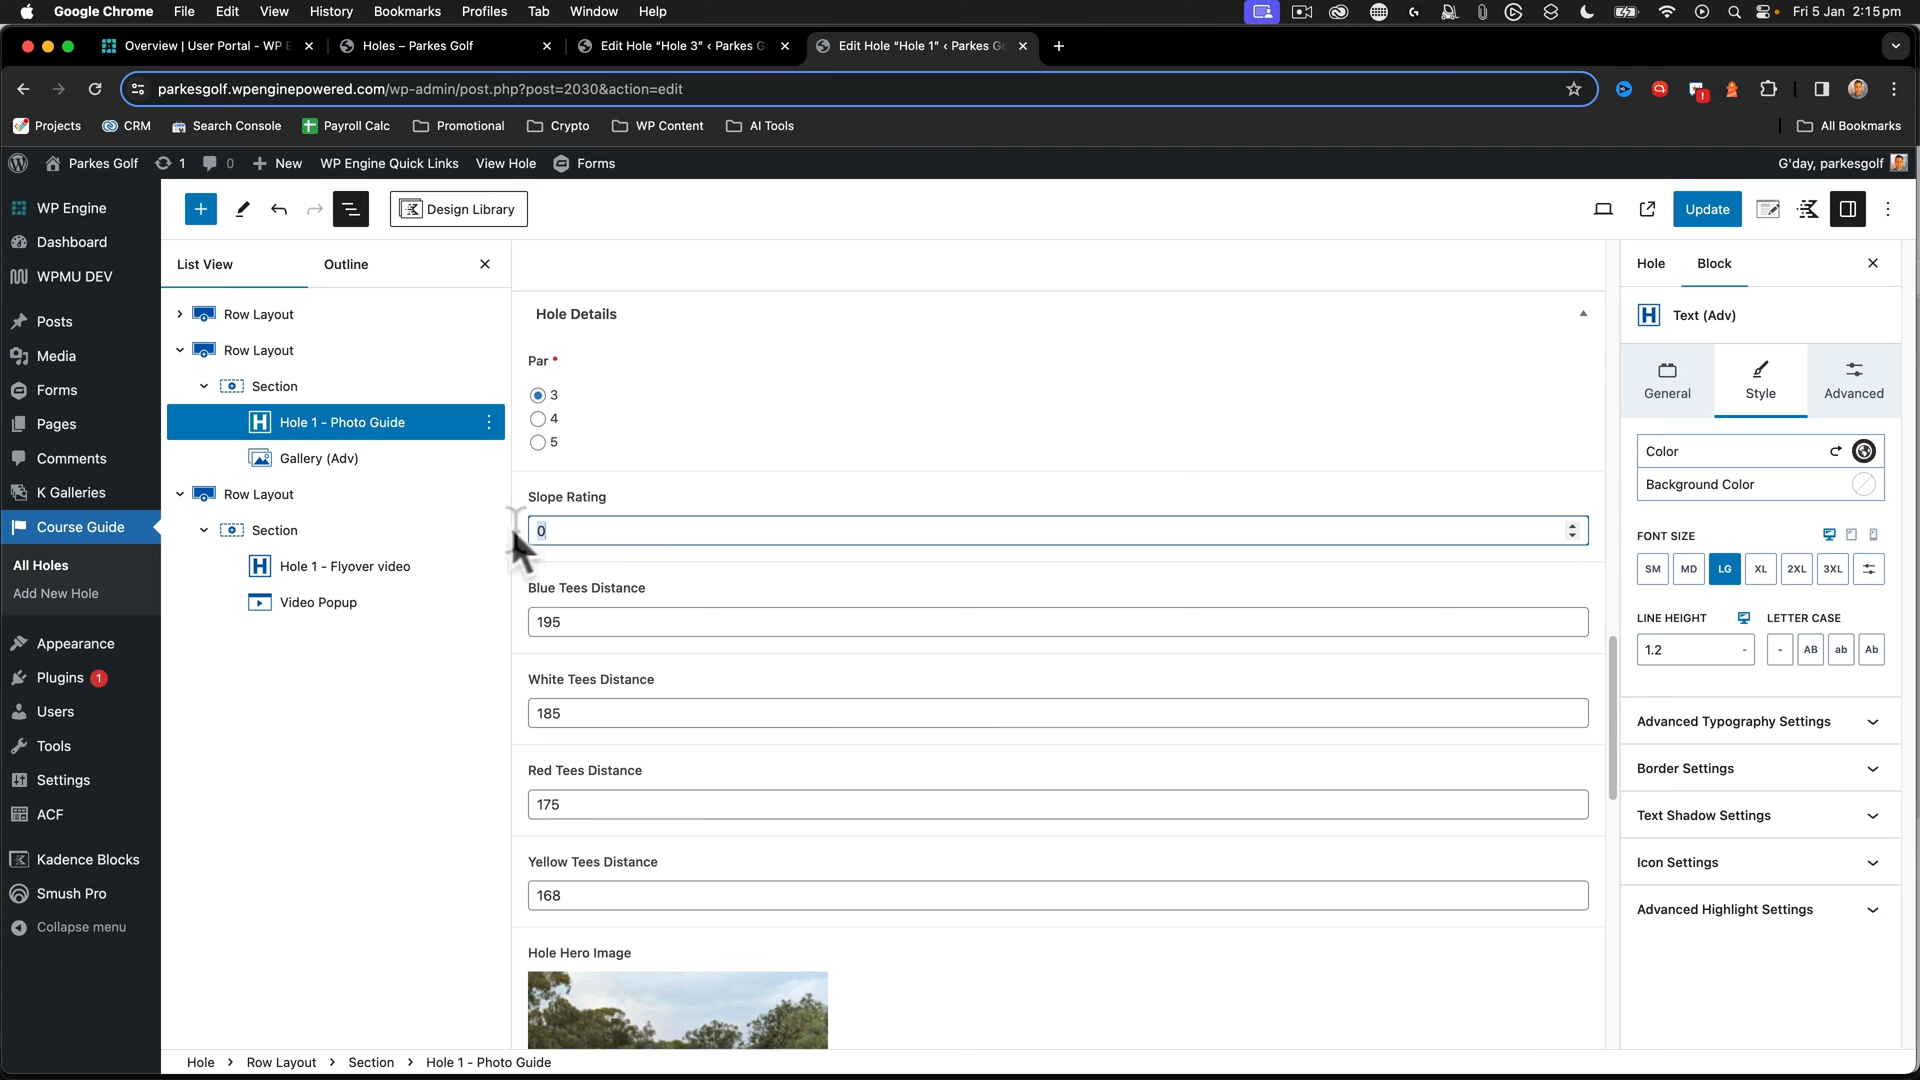 Google Chrome File Edit View History Bookmarks Profiles Tab Window Help Fri 5 Jan 2:15 pm
Overview | User Portal - WP E Holes – Parkes Golf Edit Hole “Hole 3” ‹ Parkes G Edit Hole “Hole 1” ‹ Parkes Go
parkesgolf.wpenginepowered.com/wp-admin/post.php?post=2030&action=edit
Projects CRM Search Console Payroll Calc Promotional Crypto WP Content AI Tools All Bookmarks
Parkes Golf 1 0 New WP Engine Quick Links View Hole Forms G'day, parkesgolf
WP Engine
Dashboard
WPMU DEV
Posts
Media
Forms
Pages
Comments
K Galleries
Course Guide
All Holes
Add New Hole
Appearance
Plugins 1
Users
Tools
Settings
ACF
Kadence Blocks
Smush Pro
Collapse menu
Design Library
Update
List View Outline
Row Layout
Row Layout
Section
Hole 1 - Photo Guide
Gallery (Adv)
Row Layout
Section
Hole 1 - Flyover video
Video Popup
Hole Details
Par *
3
4
5
Slope Rating
0
Blue Tees Distance
195
White Tees Distance
185
Red Tees Distance
175
Yellow Tees Distance
168
Hole Hero Image
Hole Block
Text (Adv)
General Style Advanced
Color
Background Color
FONT SIZE
SM MD LG XL 2XL 3XL
LINE HEIGHT LETTER CASE
1.2 - - AB ab Ab
Advanced Typography Settings
Border Settings
Text Shadow Settings
Icon Settings
Advanced Highlight Settings
Hole › Row Layout › Section › Hole 1 - Photo Guide